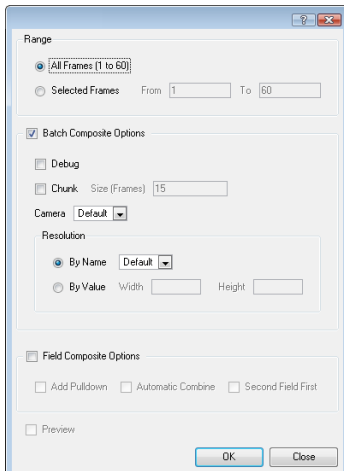 Range
All Frames (1 to 60)
Selected Frames From 1 To 60
Batch Composite Options
Debug
Chunk Size (Frames) 15
Camera Default
Resolution
By Name Default
By Value Width Height
Field Composite Options
Add Pulldown Automatic Combine Second Field First
Preview
OK Close